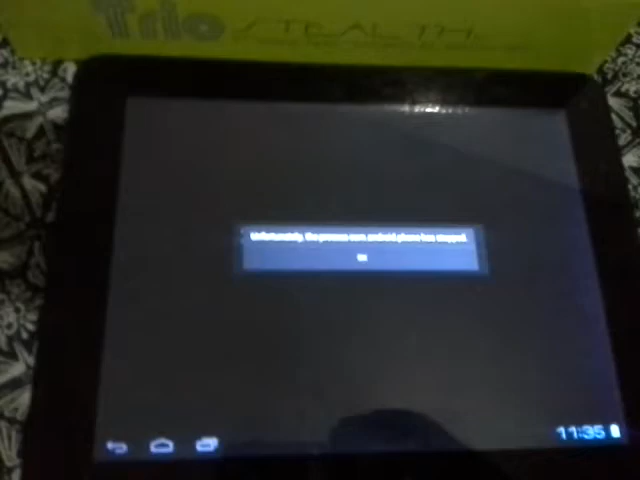 Trio STEALTH
Unfortunately, the process com.android.phone has stopped.
OK
11:35